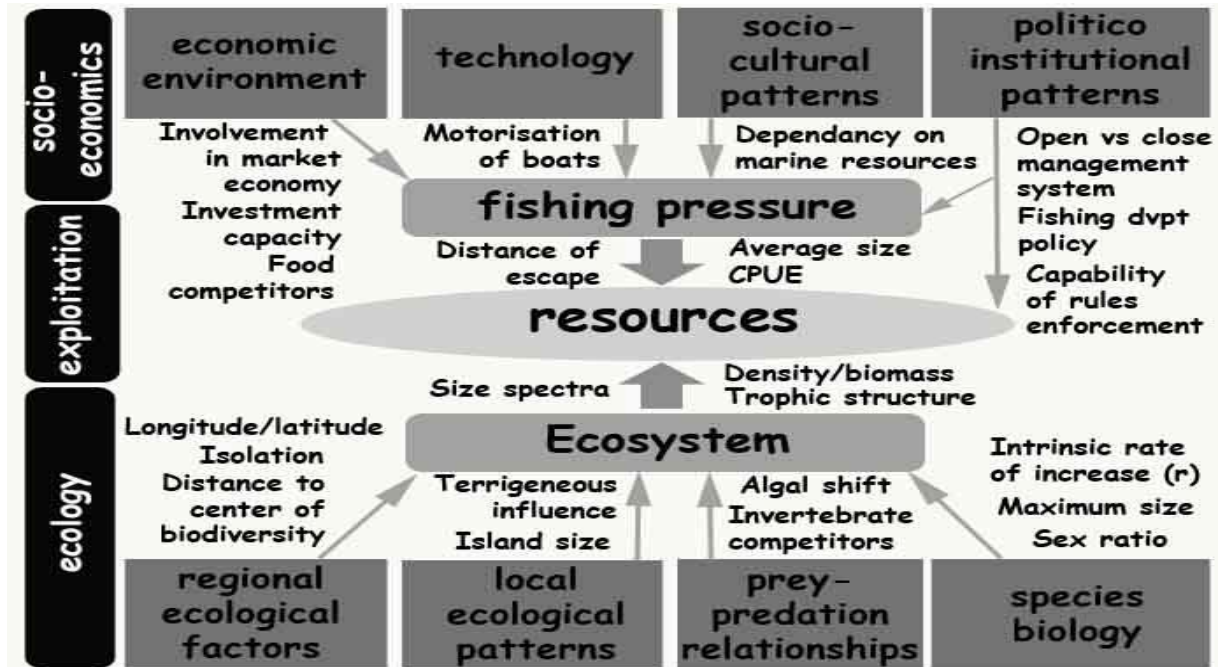 socio-
economics
economic
environment
technology
socio-
cultural
patterns
politico
institutional
patterns
Involvement
in market
economy
Investment
capacity
Food
competitors
Motorisation
of boats
Dependancy on
marine resources
Open vs close
management
system
Fishing dvpt
policy
Capability
of rules
enforcement
fishing pressure
exploitation
Distance of
escape
Average size
CPUE
resources
Size spectra
Density/biomass
Trophic structure
ecology
Ecosystem
Longitude/latitude
Isolation
Distance to
center of
biodiversity
Terrigeneous
influence
Island size
Algal shift
Invertebrate
competitors
Intrinsic rate
of increase (r)
Maximum size
Sex ratio
regional
ecological
factors
local
ecological
patterns
prey-
predation
relationships
species
biology